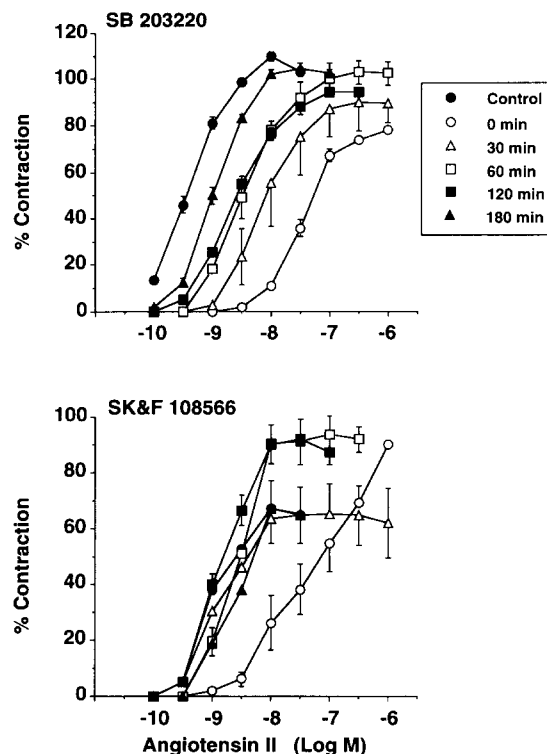 SB 203220
120
100
80
60
40
20
0
% Contraction
-10 -9 -8 -7 -6
Control
0 min
30 min
60 min
120 min
180 min
SK&F 108566
100
80
60
40
20
0
% Contraction
-10 -9 -8 -7 -6
Angiotensin II (Log M)